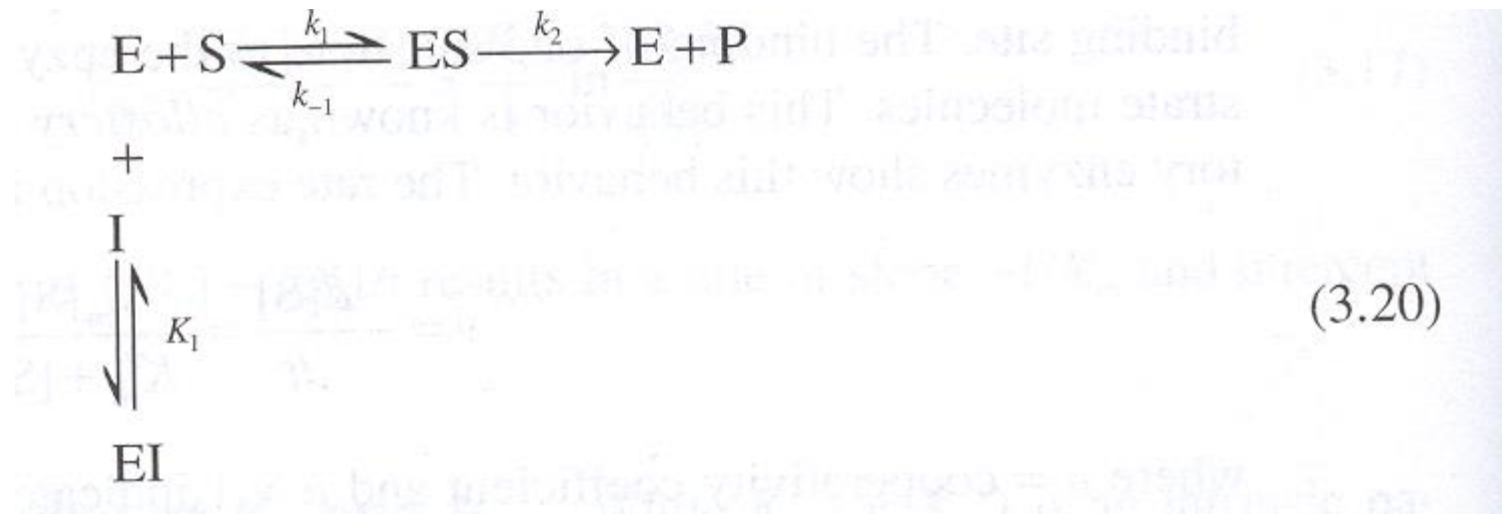 E + S ⇌ ES → E + P
k₁ k₂
k₋₁
+
I
(3.20)
K₁
EI